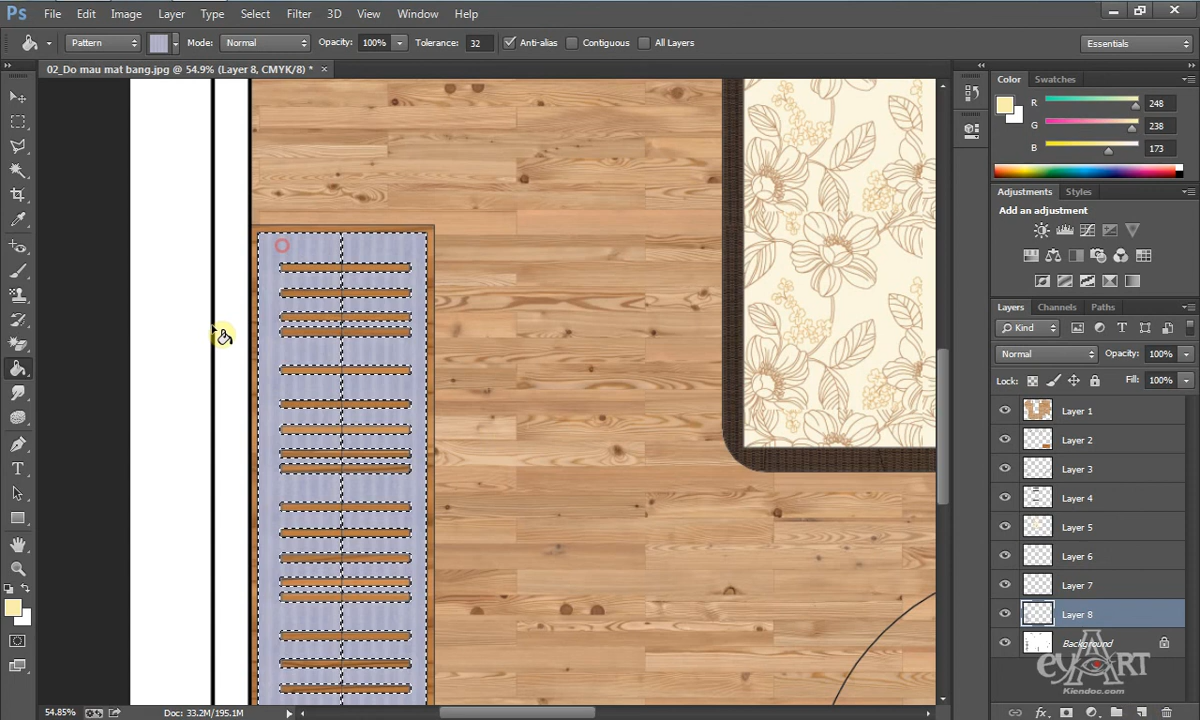 Ps File Edit Image Layer Type Select Filter 3D View Window Help
Pattern Mode: Normal Opacity: 100% Tolerance: 32 Anti-alias Contiguous All Layers Essentials
02_Do mau mat bang.jpg @ 54.9% (Layer 8, CMYK/8) * ×
Color Swatches
R 248
G 238
B 173
Adjustments Styles
Add an adjustment
Layers Channels Paths
Kind
Normal Opacity: 100%
Lock: Fill: 100%
Layer 1
Layer 2
Layer 3
Layer 4
Layer 5
Layer 6
Layer 7
Layer 8
Background
eyART
Kiendoc.com
54.85% Doc: 33.2M/195.1M
fx